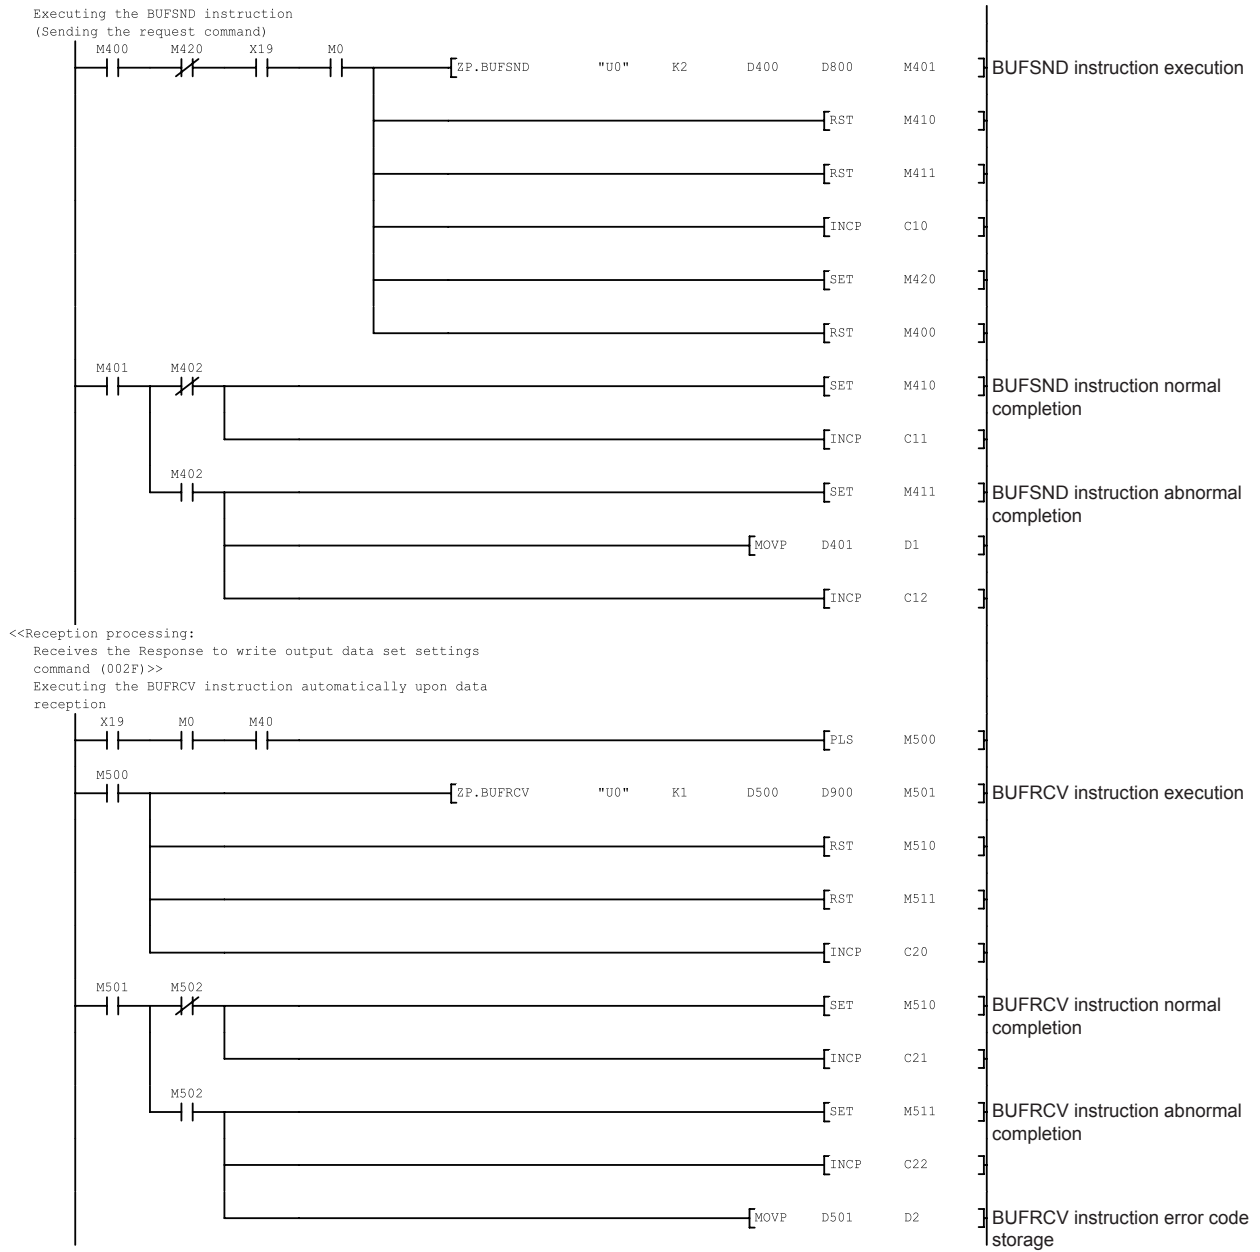 Executing the BUFSND instruction
(Sending the request command)
M400 M420 X19 M0
ZP.BUFSND "U0" K2 D400 D800 M401 BUFSND instruction execution
RST M410
RST M411
INCP C10
SET M420
RST M400
M401 M402
SET M410 BUFSND instruction normal
completion
INCP C11
M402
SET M411 BUFSND instruction abnormal
completion
MOVP D401 D1
INCP C12
<<Reception processing:
Receives the Response to write output data set settings
command (002F)>>
Executing the BUFRCV instruction automatically upon data
reception
X19 M0 M40
PLS M500
M500
ZP.BUFRCV "U0" K1 D500 D900 M501 BUFRCV instruction execution
RST M510
RST M511
INCP C20
M501 M502
SET M510 BUFRCV instruction normal
completion
INCP C21
M502
SET M511 BUFRCV instruction abnormal
completion
INCP C22
MOVP D501 D2 BUFRCV instruction error code
storage